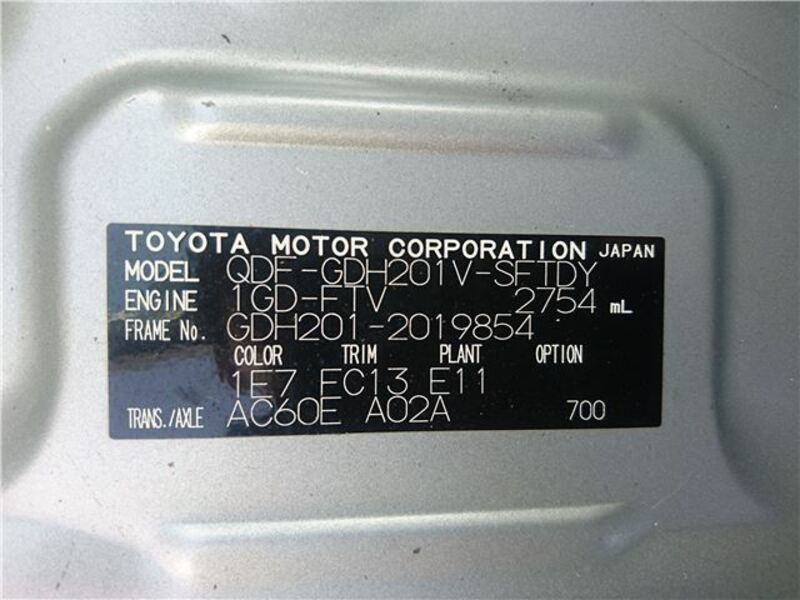 TOYOTA MOTOR CORPORATION JAPAN
MODEL QDF-GDH201V-SFTDY
ENGINE 1GD-FTV 2754 mL
FRAME No. GDH201-2019854
COLOR TRIM PLANT OPTION
1E7 FC13 E11
TRANS./AXLE AC60E A02A 700